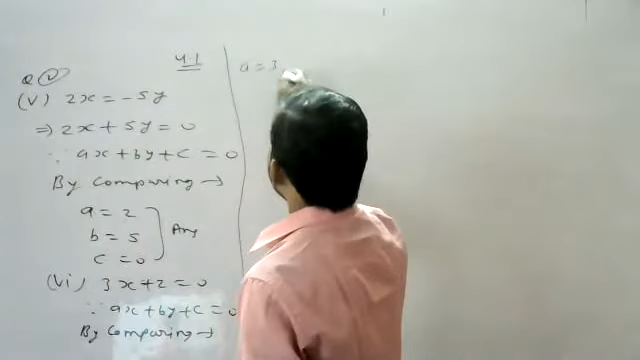 4.1
Q ①
(V) 2x = -5y
⇒ 2x + 5y = 0
∵ ax + by + c = 0
By Comparing →
a = 2
b = 5
c = 0
Ans
(Vi) 3x + 2 = 0
∵ ax + by + c = 0
By Comparing →
a = 3